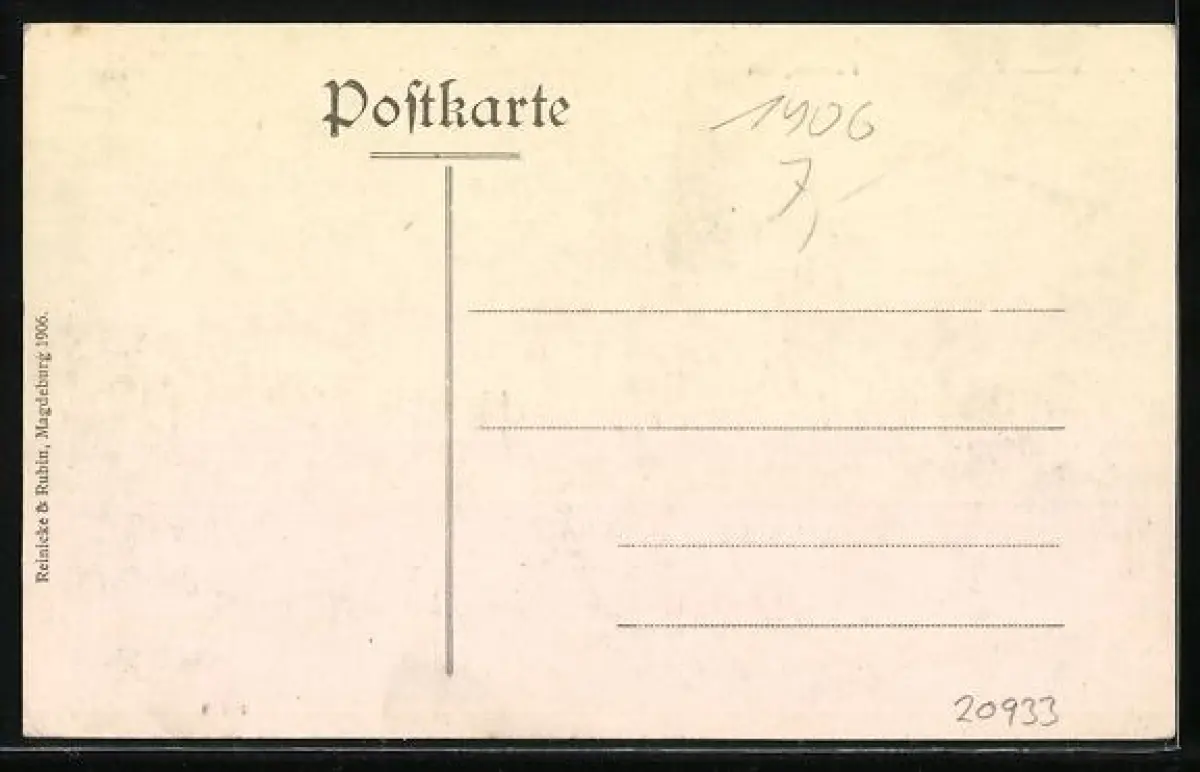 Poſtkarte
1906
7,-
Reinicke & Rubin, Magdeburg 1906.
20933